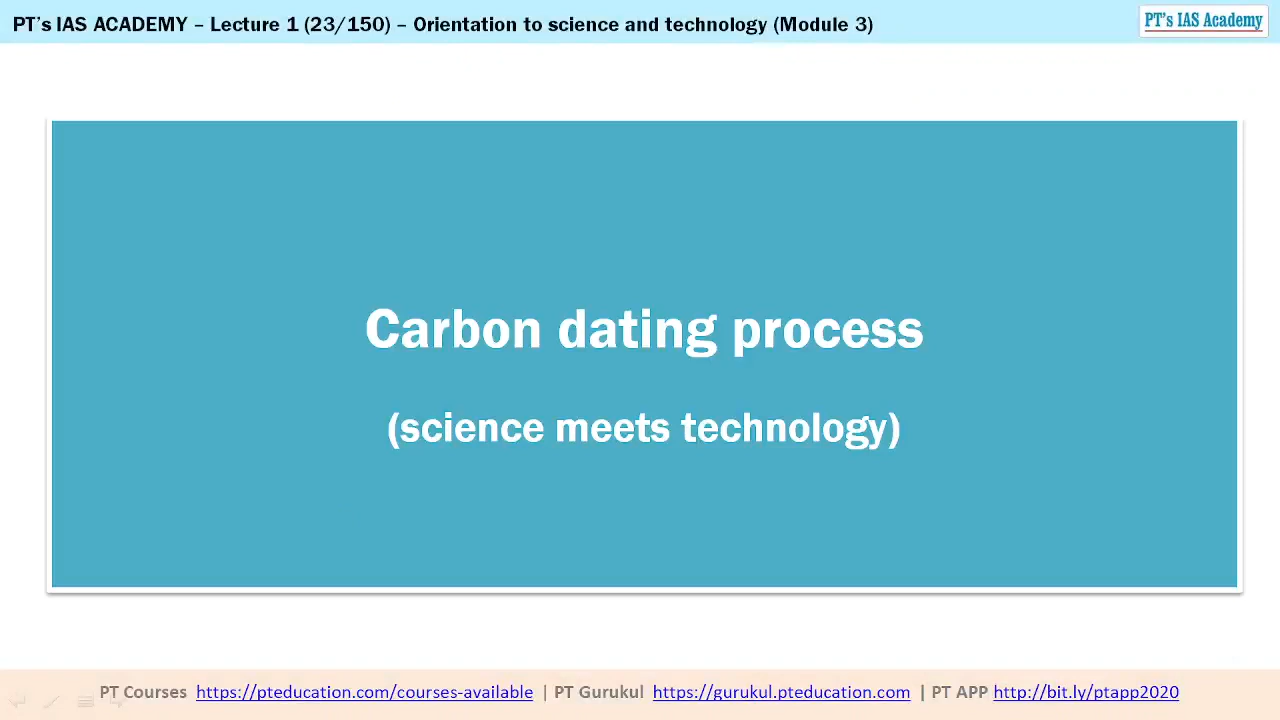 PT's IAS ACADEMY – Lecture 1 (23/150) – Orientation to science and technology (Module 3)
PT's IAS Academy
Carbon dating process
(science meets technology)
PT Courses https://pteducation.com/courses-available | PT Gurukul https://gurukul.pteducation.com | PT APP http://bit.ly/ptapp2020